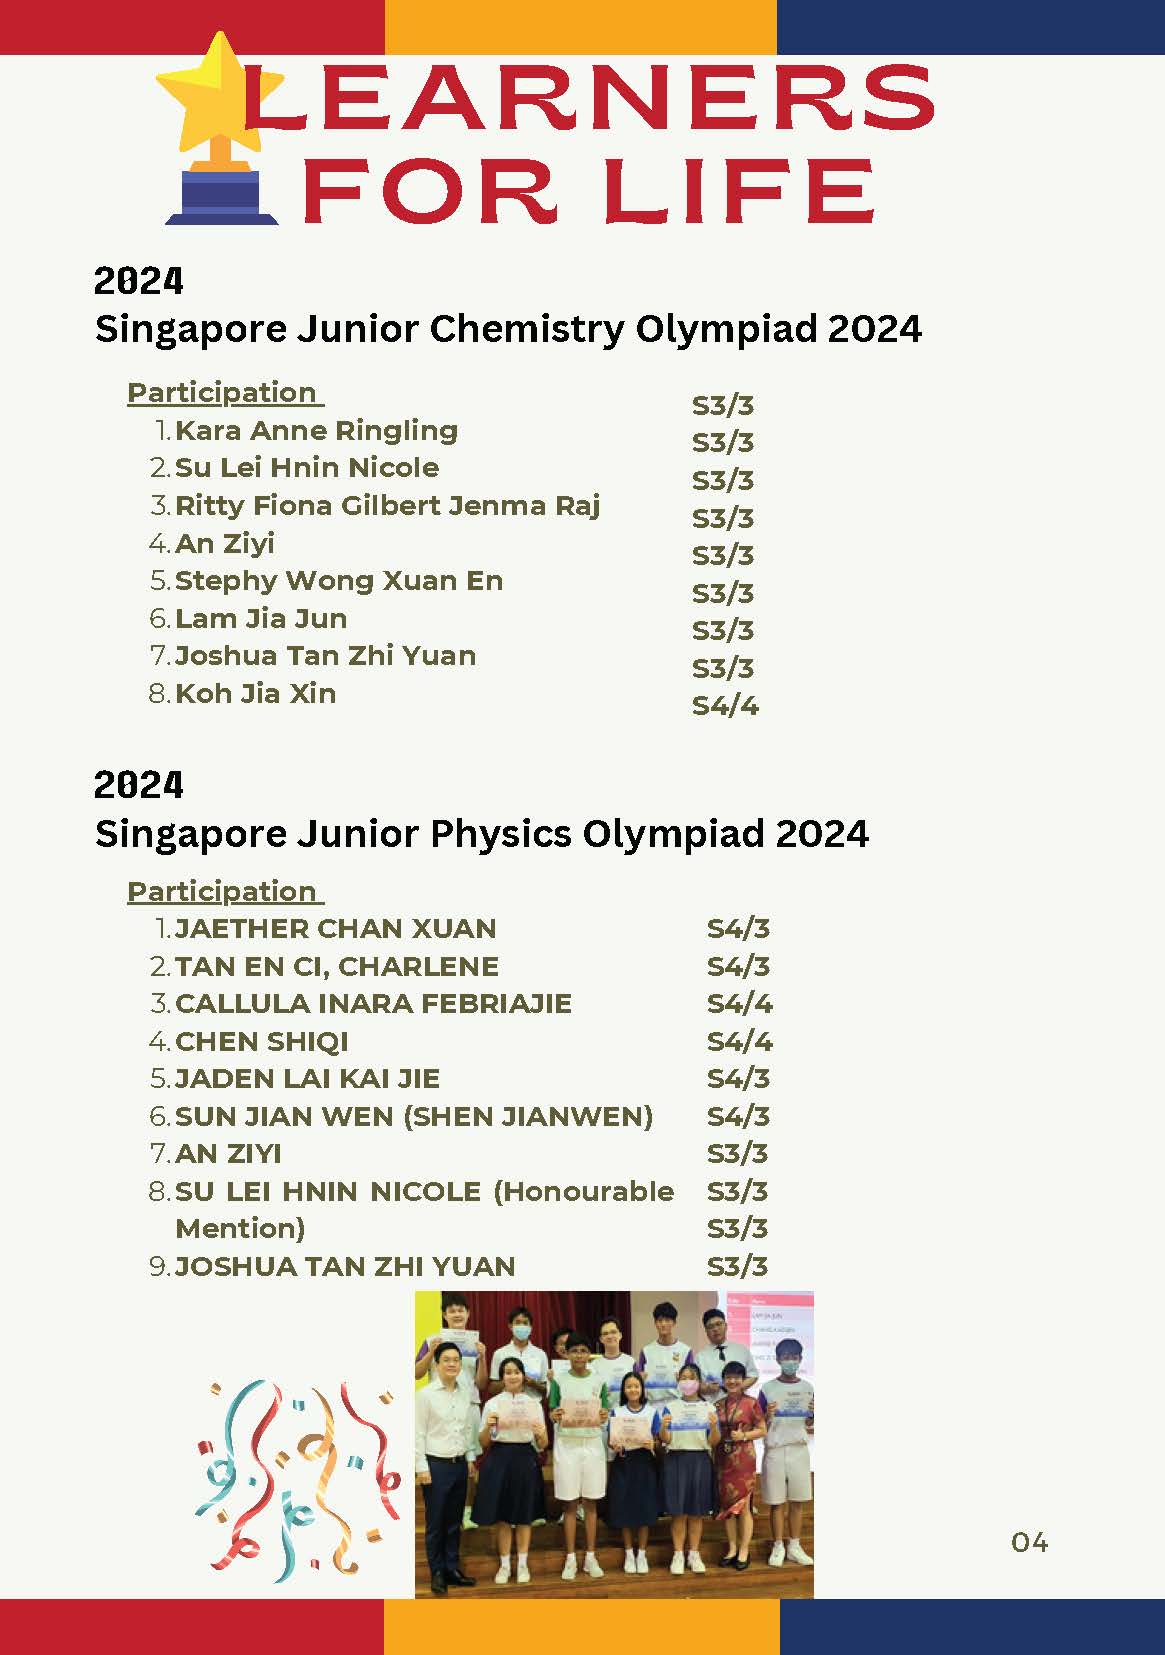 LEARNERS
FOR LIFE
2024
Singapore Junior Chemistry Olympiad 2024
Participation
1. Kara Anne Ringling
2. Su Lei Hnin Nicole
3. Ritty Fiona Gilbert Jenma Raj
4. An Ziyi
5. Stephy Wong Xuan En
6. Lam Jia Jun
7. Joshua Tan Zhi Yuan
8. Koh Jia Xin
S3/3
S3/3
S3/3
S3/3
S3/3
S3/3
S3/3
S3/3
S4/4
2024
Singapore Junior Physics Olympiad 2024
Participation
1. JAETHER CHAN XUAN
2. TAN EN CI, CHARLENE
3. CALLULA INARA FEBRIAJIE
4. CHEN SHIQI
5. JADEN LAI KAI JIE
6. SUN JIAN WEN (SHEN JIANWEN)
7. AN ZIYI
8. SU LEI HNIN NICOLE (Honourable
Mention)
9. JOSHUA TAN ZHI YUAN
S4/3
S4/3
S4/4
S4/4
S4/3
S4/3
S3/3
S3/3
S3/3
S3/3
04